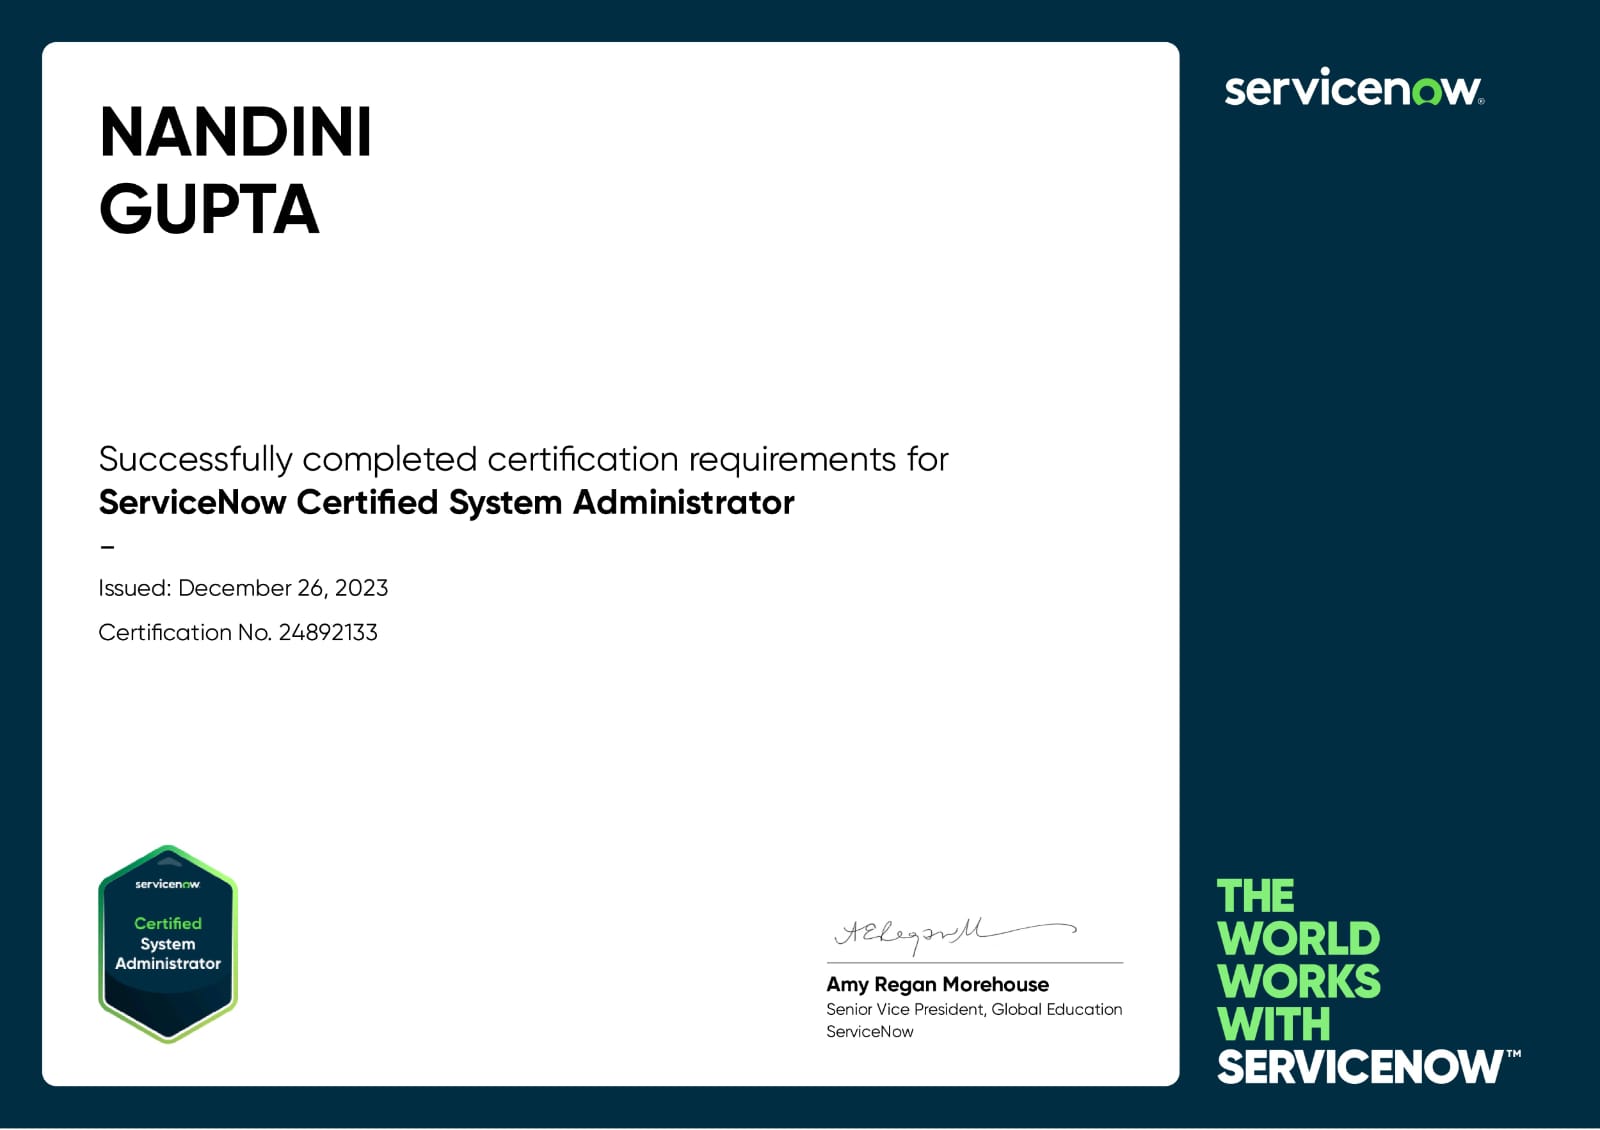 NANDINI
GUPTA
Successfully completed certification requirements for
ServiceNow Certified System Administrator
–
Issued: December 26, 2023
Certification No. 24892133
servicenow
Certified
System
Administrator
Amy Regan Morehouse
Senior Vice President, Global Education
ServiceNow
servicenow®
THE
WORLD
WORKS
WITH
SERVICENOW™